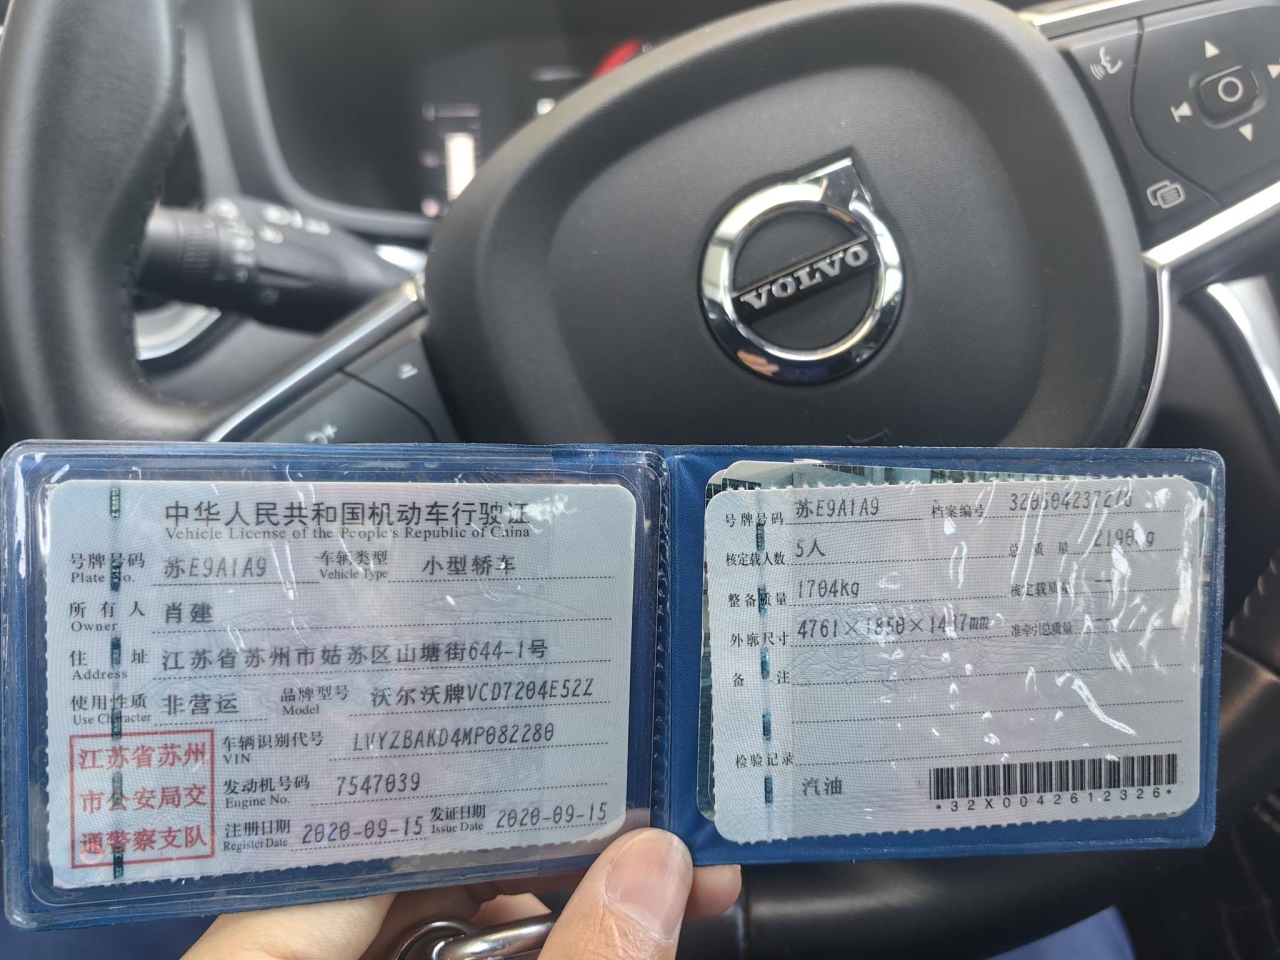 VOLVO
中华人民共和国机动车行驶证
Vehicle License of the People's Republic of China
号牌号码 苏E9A1A9 车辆类型 小型轿车
Plate No. Vehicle Type
所有人 肖建
Owner
住址 江苏省苏州市姑苏区山塘街644-1号
Address
使用性质 非营运 品牌型号 沃尔沃牌VCD7204E52Z
Use Character Model
江苏省苏州
市公安局交
通警察支队
车辆识别代号 LVYZBAKD4MP082280
VIN
发动机号码 7547039
Engine No.
注册日期 2020-09-15 发证日期 2020-09-15
Register Date Issue Date
号牌号码 苏E9A1A9 档案编号
核定载人数 5人 总质量
整备质量 1704kg 核定载质量 —
外廓尺寸 准牵引总质量 —
备注
检验记录
汽油
*32X0042612326*